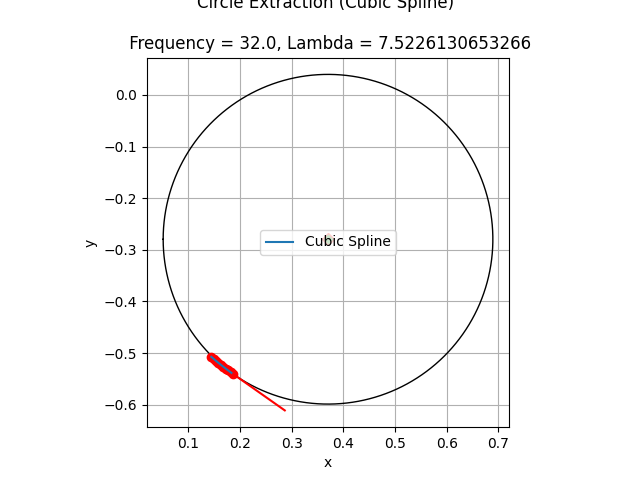 Circle Extraction (Cubic Spline)
Frequency = 32.0, Lambda = 7.5226130653266
0.0
−0.1
−0.2
−0.3
−0.4
−0.5
−0.6
y
Cubic Spline
0.1 0.2 0.3 0.4 0.5 0.6 0.7
x